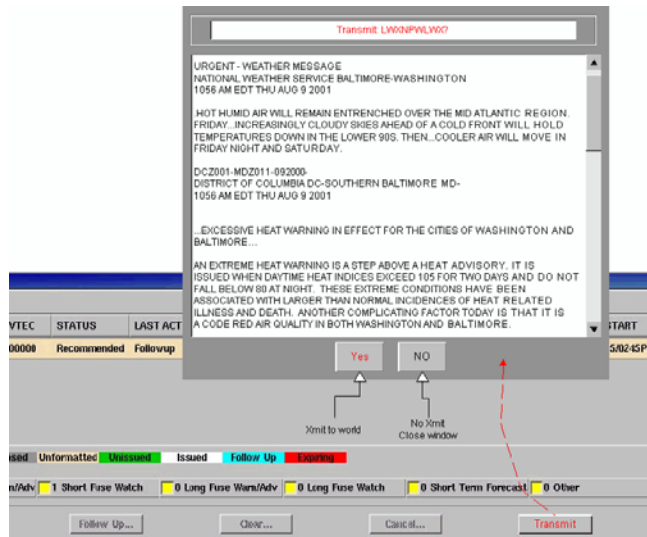 Transmit: LWXNPWLWX?
URGENT - WEATHER MESSAGE
NATIONAL WEATHER SERVICE BALTIMORE-WASHINGTON
1056 AM EDT THU AUG 9 2001
.HOT HUMID AIR WILL REMAIN ENTRENCHED OVER THE MID ATLANTIC REGION.
FRIDAY...INCREASINGLY CLOUDY SKIES AHEAD OF A COLD FRONT WILL HOLD
TEMPERATURES DOWN IN THE LOWER 90S. THEN...COOLER AIR WILL MOVE IN
FRIDAY NIGHT AND SATURDAY.
DCZ001-MDZ011-092000-
DISTRICT OF COLUMBIA DC-SOUTHERN BALTIMORE MD-
1056 AM EDT THU AUG 9 2001
...EXCESSIVE HEAT WARNING IN EFFECT FOR THE CITIES OF WASHINGTON AND
BALTIMORE...
AN EXTREME HEAT WARNING IS A STEP ABOVE A HEAT ADVISORY. IT IS
ISSUED WHEN DAYTIME HEAT INDICES EXCEED 105 FOR TWO DAYS AND DO NOT
FALL BELOW 80 AT NIGHT. THESE EXTREME CONDITIONS HAVE BEEN
ASSOCIATED WITH LARGER THAN NORMAL INCIDENCES OF HEAT RELATED
ILLNESS AND DEATH. ANOTHER COMPLICATING FACTOR TODAY IS THAT IT IS
A CODE RED AIR QUALITY IN BOTH WASHINGTON AND BALTIMORE.
VTEC STATUS LAST ACT START
00000 Recommended Followup 5/0245P
Yes NO
Xmit to world No Xmit
Close window
sed Unformatted Unissued Issued Follow Up Expiring
n/Adv 1 Short Fuse Watch 0 Long Fuse Warn/Adv 0 Long Fuse Watch 0 Short Term Forecast 0 Other
Follow Up... Clear... Cancel... Transmit